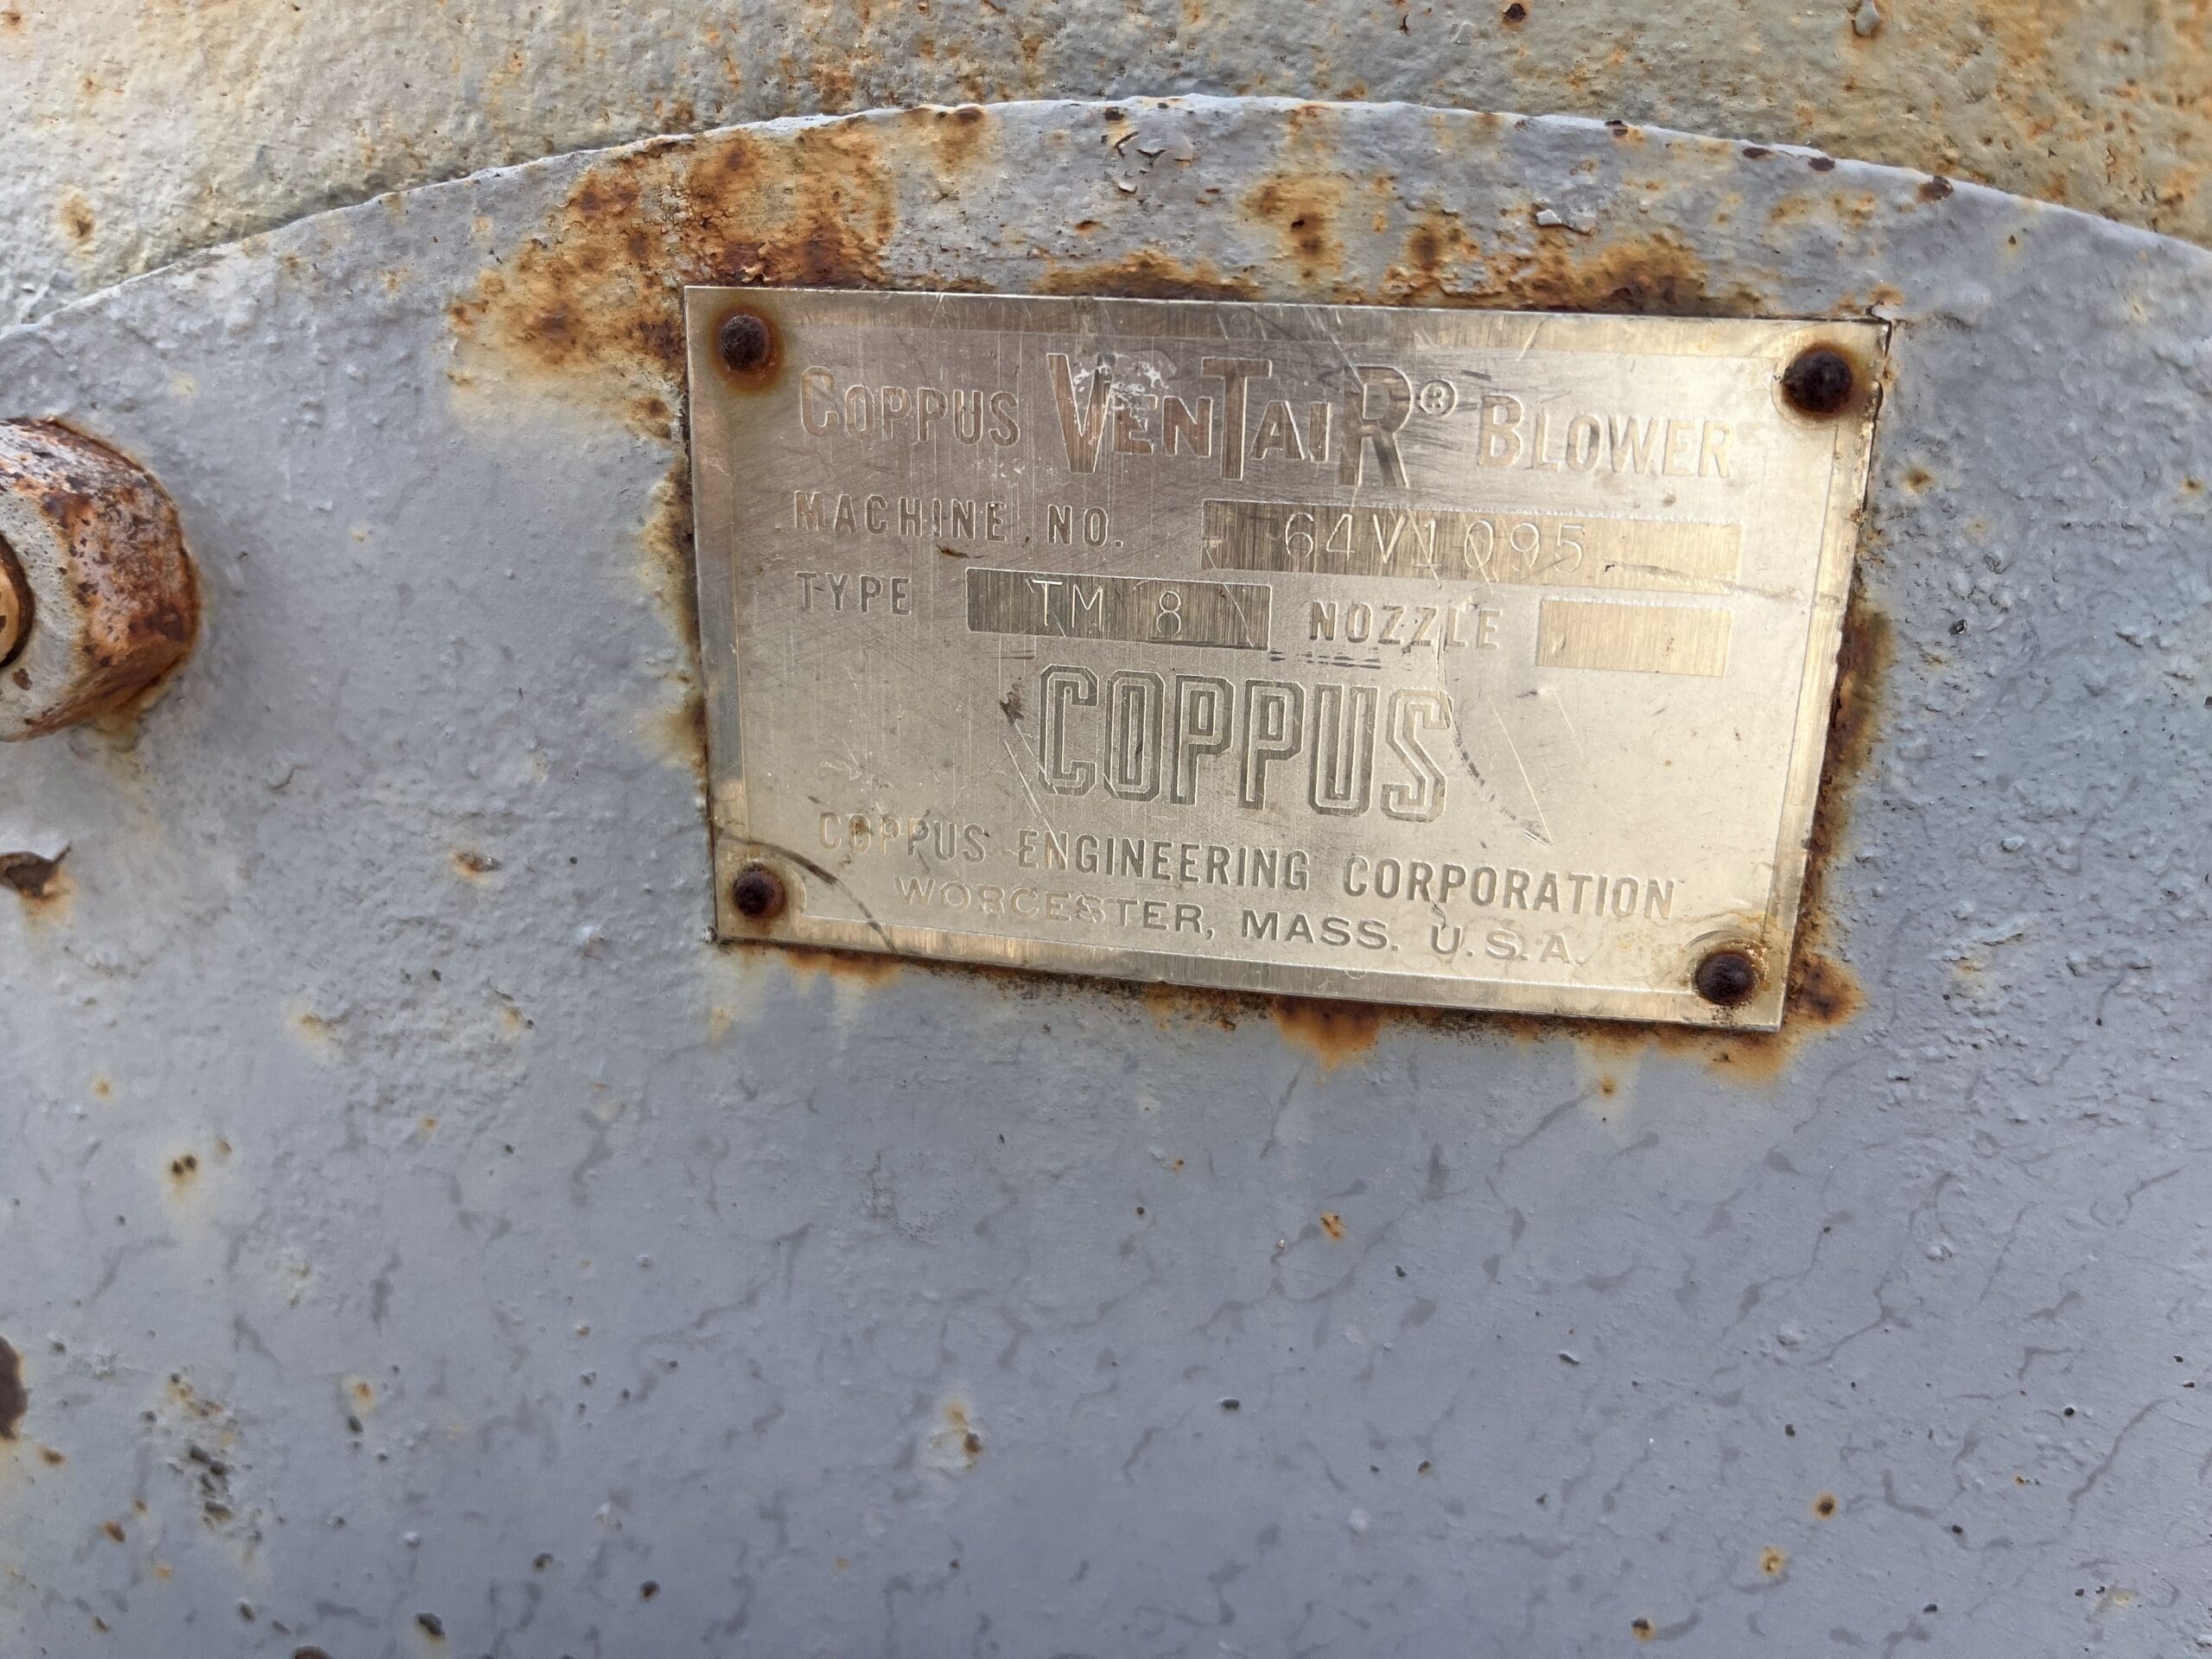 COPPUS VENTAIR® BLOWER
MACHINE NO. 64V1095
TYPE TM 8 NOZZLE
COPPUS
COPPUS ENGINEERING CORPORATION
WORCESTER, MASS. U.S.A.